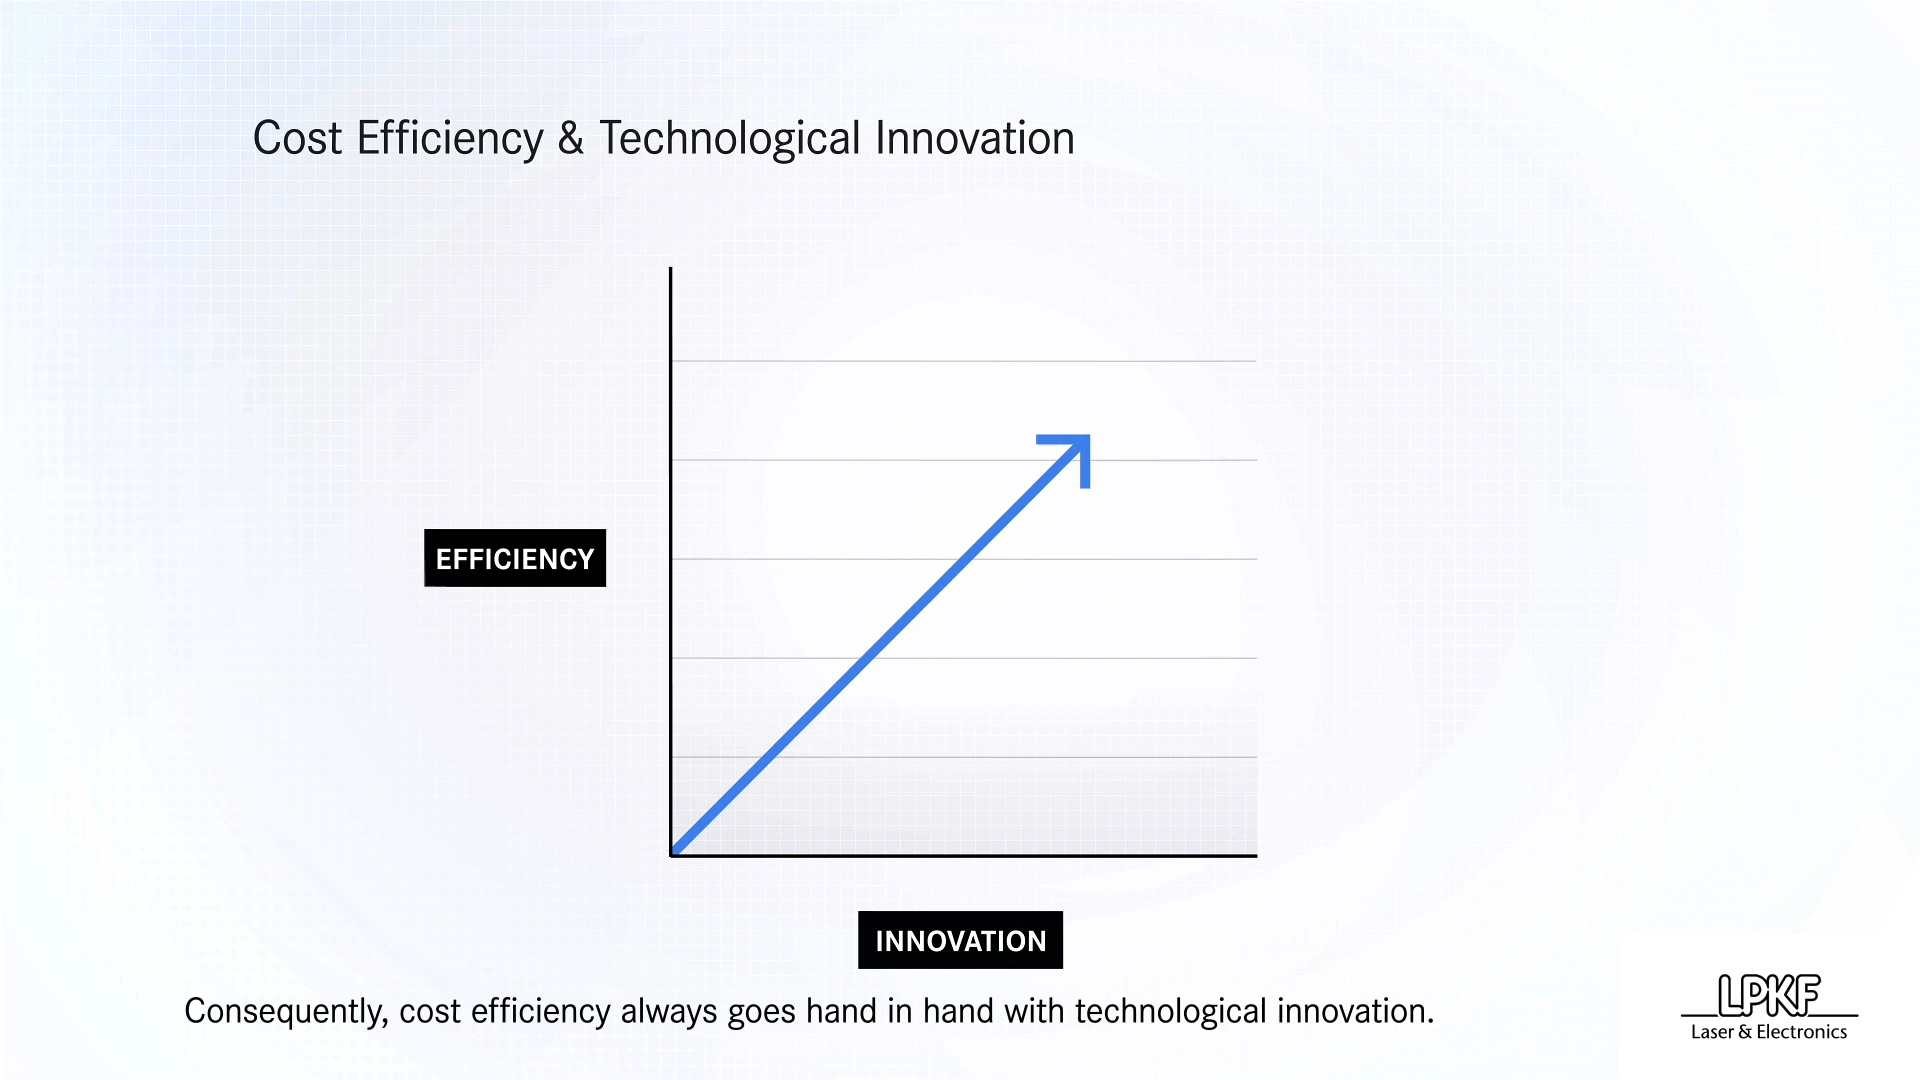 Cost Efficiency & Technological Innovation
EFFICIENCY
INNOVATION
Consequently, cost efficiency always goes hand in hand with technological innovation.
LPKF
Laser & Electronics